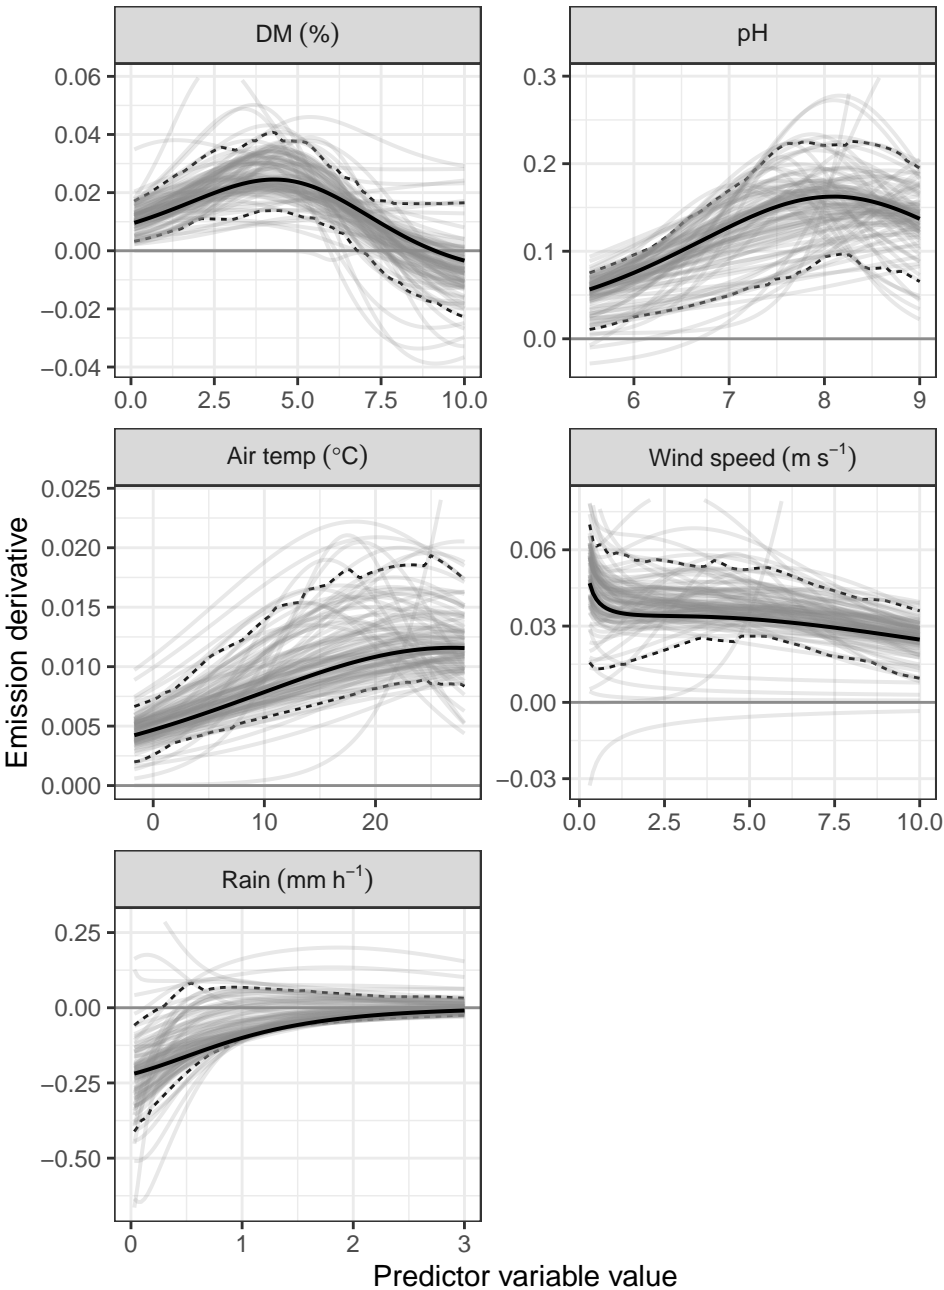 DM (%)
pH
0.06
0.04
0.02
0.00
−0.02
−0.04
0.3
0.2
0.1
0.0
0.0 2.5 5.0 7.5 10.0
6 7 8 9
Air temp (°C)
Wind speed (m s⁻¹)
0.025
0.020
0.015
0.010
0.005
0.000
0.06
0.03
0.00
−0.03
0 10 20
0.0 2.5 5.0 7.5 10.0
Emission derivative
Rain (mm h⁻¹)
0.25
0.00
−0.25
−0.50
0 1 2 3
Predictor variable value